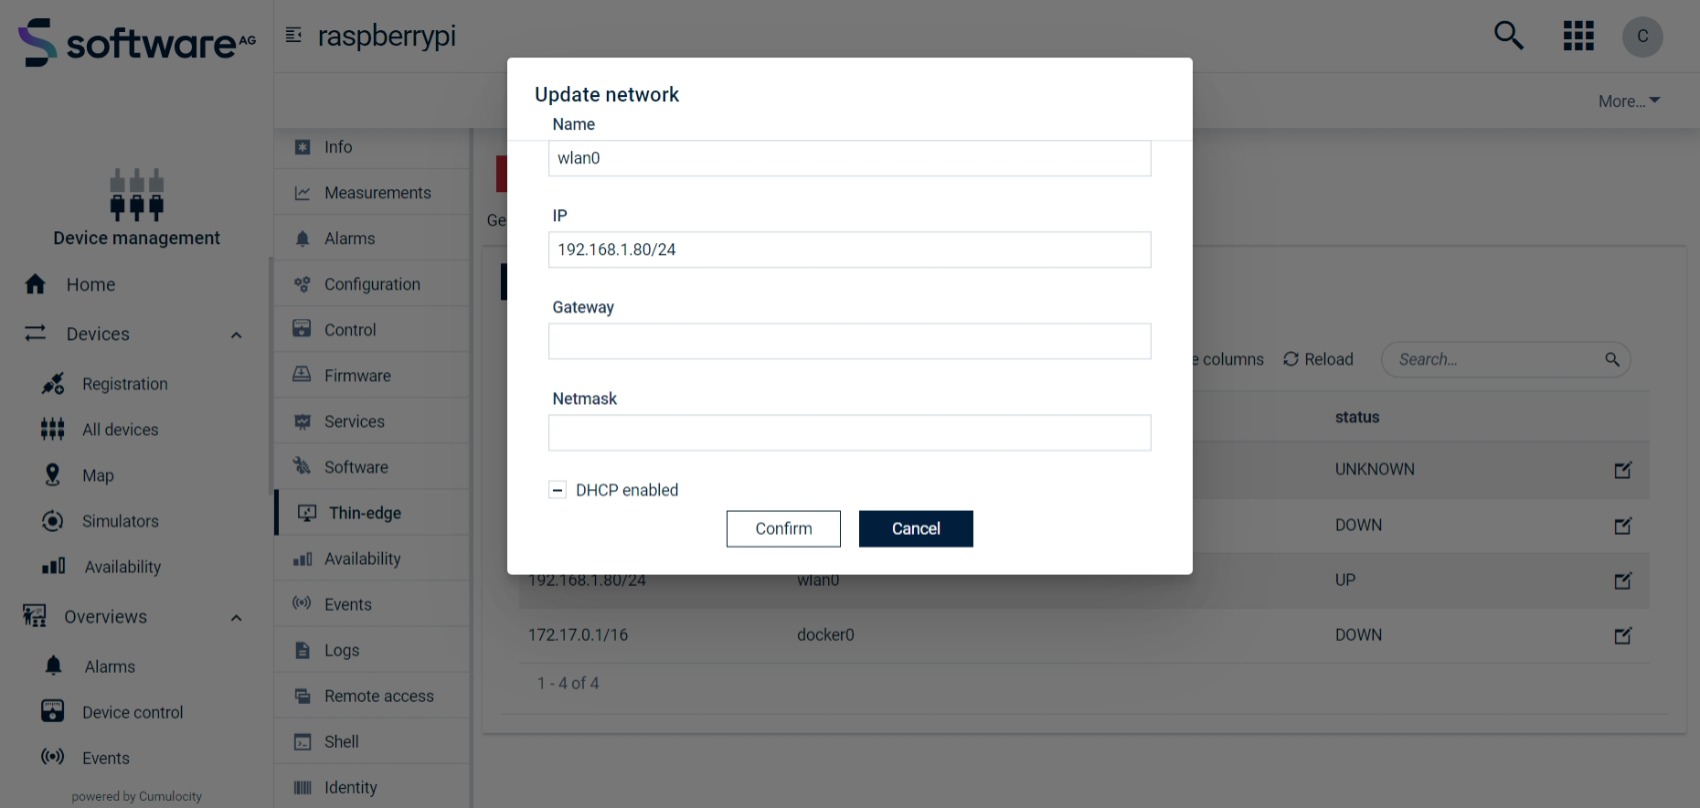 software AG
raspberrypi
C
More...
Device management
Home
Devices
Registration
All devices
Map
Simulators
Availability
Overviews
Alarms
Device control
Events
powered by Cumulocity
Info
Measurements
Alarms
Configuration
Control
Firmware
Services
Software
Thin-edge
Availability
Events
Logs
Remote access
Shell
Identity
Ge
Update network
Name
wlan0
IP
192.168.1.80/24
Gateway
Netmask
DHCP enabled
Confirm
Cancel
e columns
Reload
Search...
status
UNKNOWN
DOWN
192.168.1.80/24 wlan0 UP
172.17.0.1/16 docker0 DOWN
1 - 4 of 4